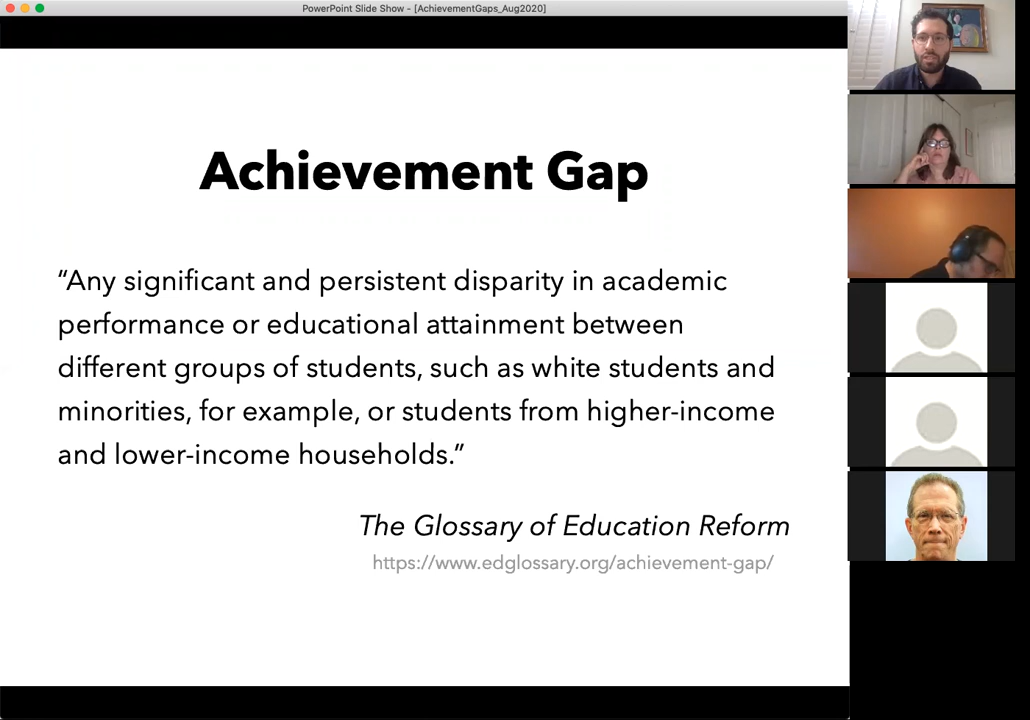 PowerPoint Slide Show - [AchievementGaps_Aug2020]
Achievement Gap
“Any significant and persistent disparity in academic
performance or educational attainment between
different groups of students, such as white students and
minorities, for example, or students from higher-income
and lower-income households.”
The Glossary of Education Reform
https://www.edglossary.org/achievement-gap/